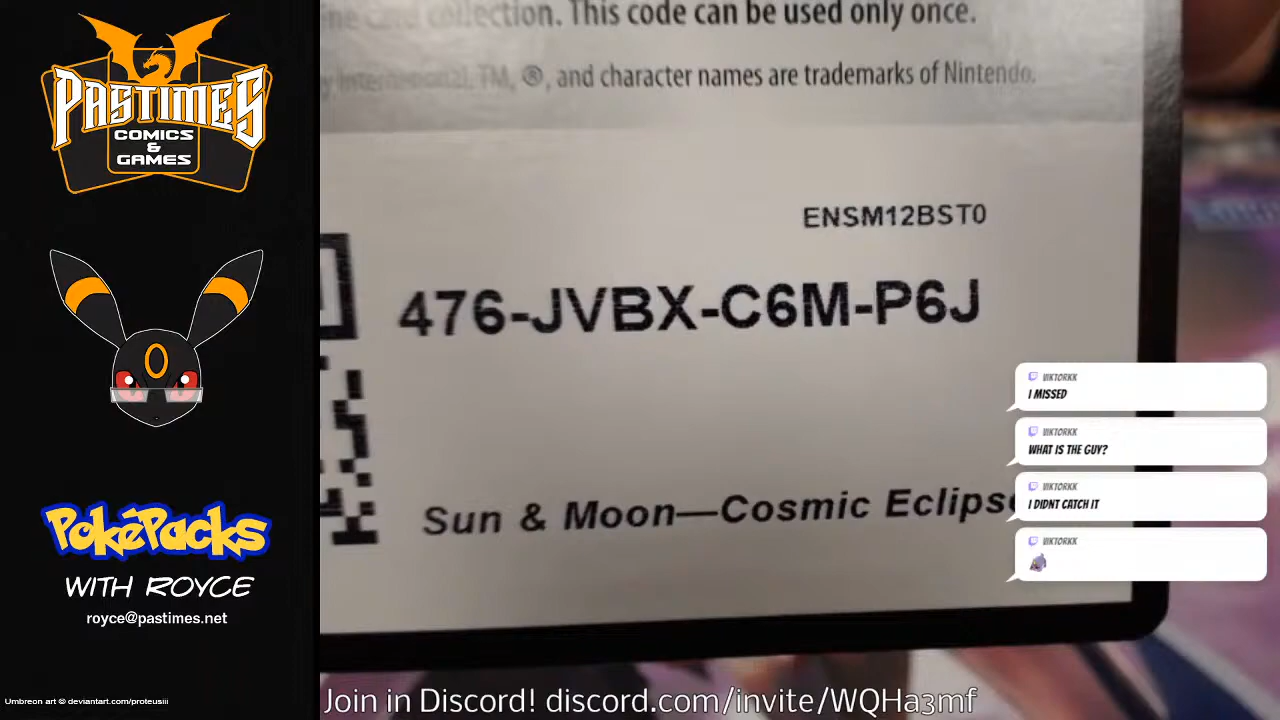 PASTIMES
COMICS
&
GAMES
PokéPacks
WITH ROYCE
royce@pastimes.net
Umbreon art © deviantart.com/proteusiii
collection. This code can be used only once.
International, TM, ®, and character names are trademarks of Nintendo.
ENSM12BST0
476-JVBX-C6M-P6J
Sun & Moon—Cosmic Eclips
VIKTORKK
I MISSED
VIKTORKK
WHAT IS THE GUY?
VIKTORKK
I DIDNT CATCH IT
VIKTORKK
Join in Discord! discord.com/invite/WQHa3mf